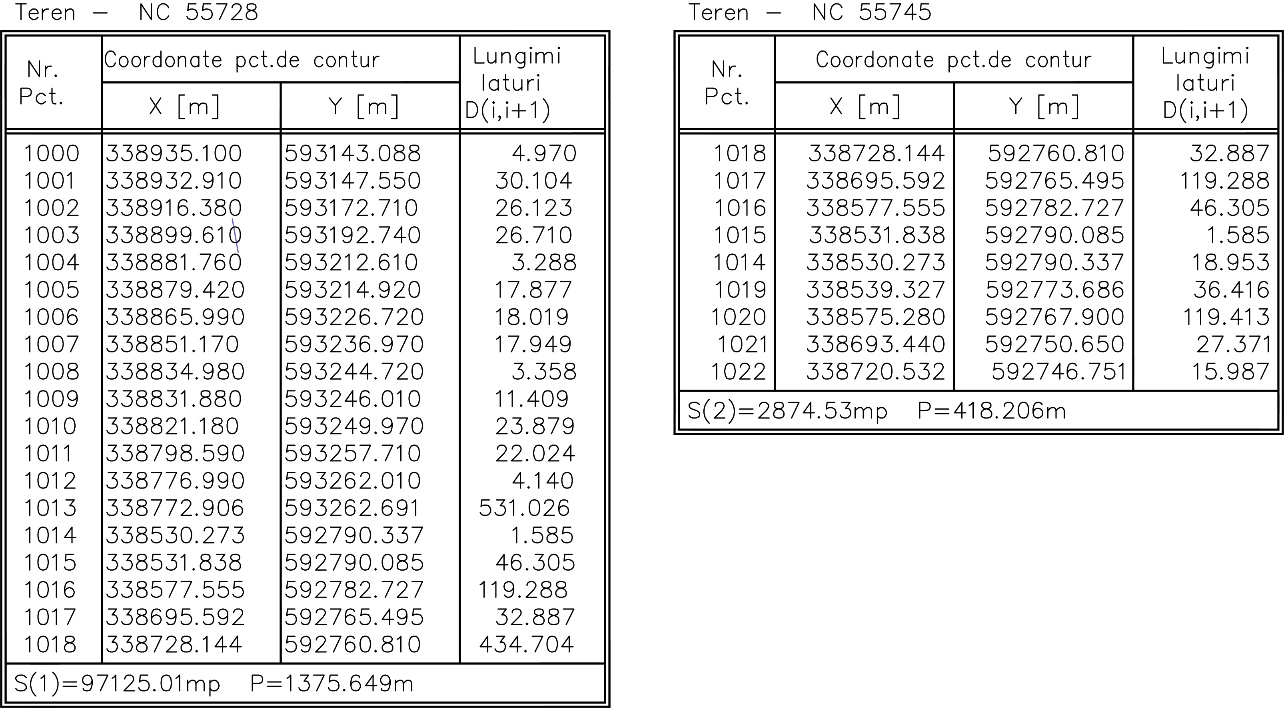 Teren – NC 55728
Nr. Pct. Coordonate pct.de contur Lungimi laturi D(i,i+1)
X [m] Y [m]
1000 338935.100 593143.088 4.970
1001 338932.910 593147.550 30.104
1002 338916.380 593172.710 26.123
1003 338899.610 593192.740 26.710
1004 338881.760 593212.610 3.288
1005 338879.420 593214.920 17.877
1006 338865.990 593226.720 18.019
1007 338851.170 593236.970 17.949
1008 338834.980 593244.720 3.358
1009 338831.880 593246.010 11.409
1010 338821.180 593249.970 23.879
1011 338798.590 593257.710 22.024
1012 338776.990 593262.010 4.140
1013 338772.906 593262.691 531.026
1014 338530.273 592790.337 1.585
1015 338531.838 592790.085 46.305
1016 338577.555 592782.727 119.288
1017 338695.592 592765.495 32.887
1018 338728.144 592760.810 434.704
S(1)=97125.01mp P=1375.649m
Teren – NC 55745
Nr. Pct. Coordonate pct.de contur Lungimi laturi D(i,i+1)
X [m] Y [m]
1018 338728.144 592760.810 32.887
1017 338695.592 592765.495 119.288
1016 338577.555 592782.727 46.305
1015 338531.838 592790.085 1.585
1014 338530.273 592790.337 18.953
1019 338539.327 592773.686 36.416
1020 338575.280 592767.900 119.413
1021 338693.440 592750.650 27.371
1022 338720.532 592746.751 15.987
S(2)=2874.53mp P=418.206m